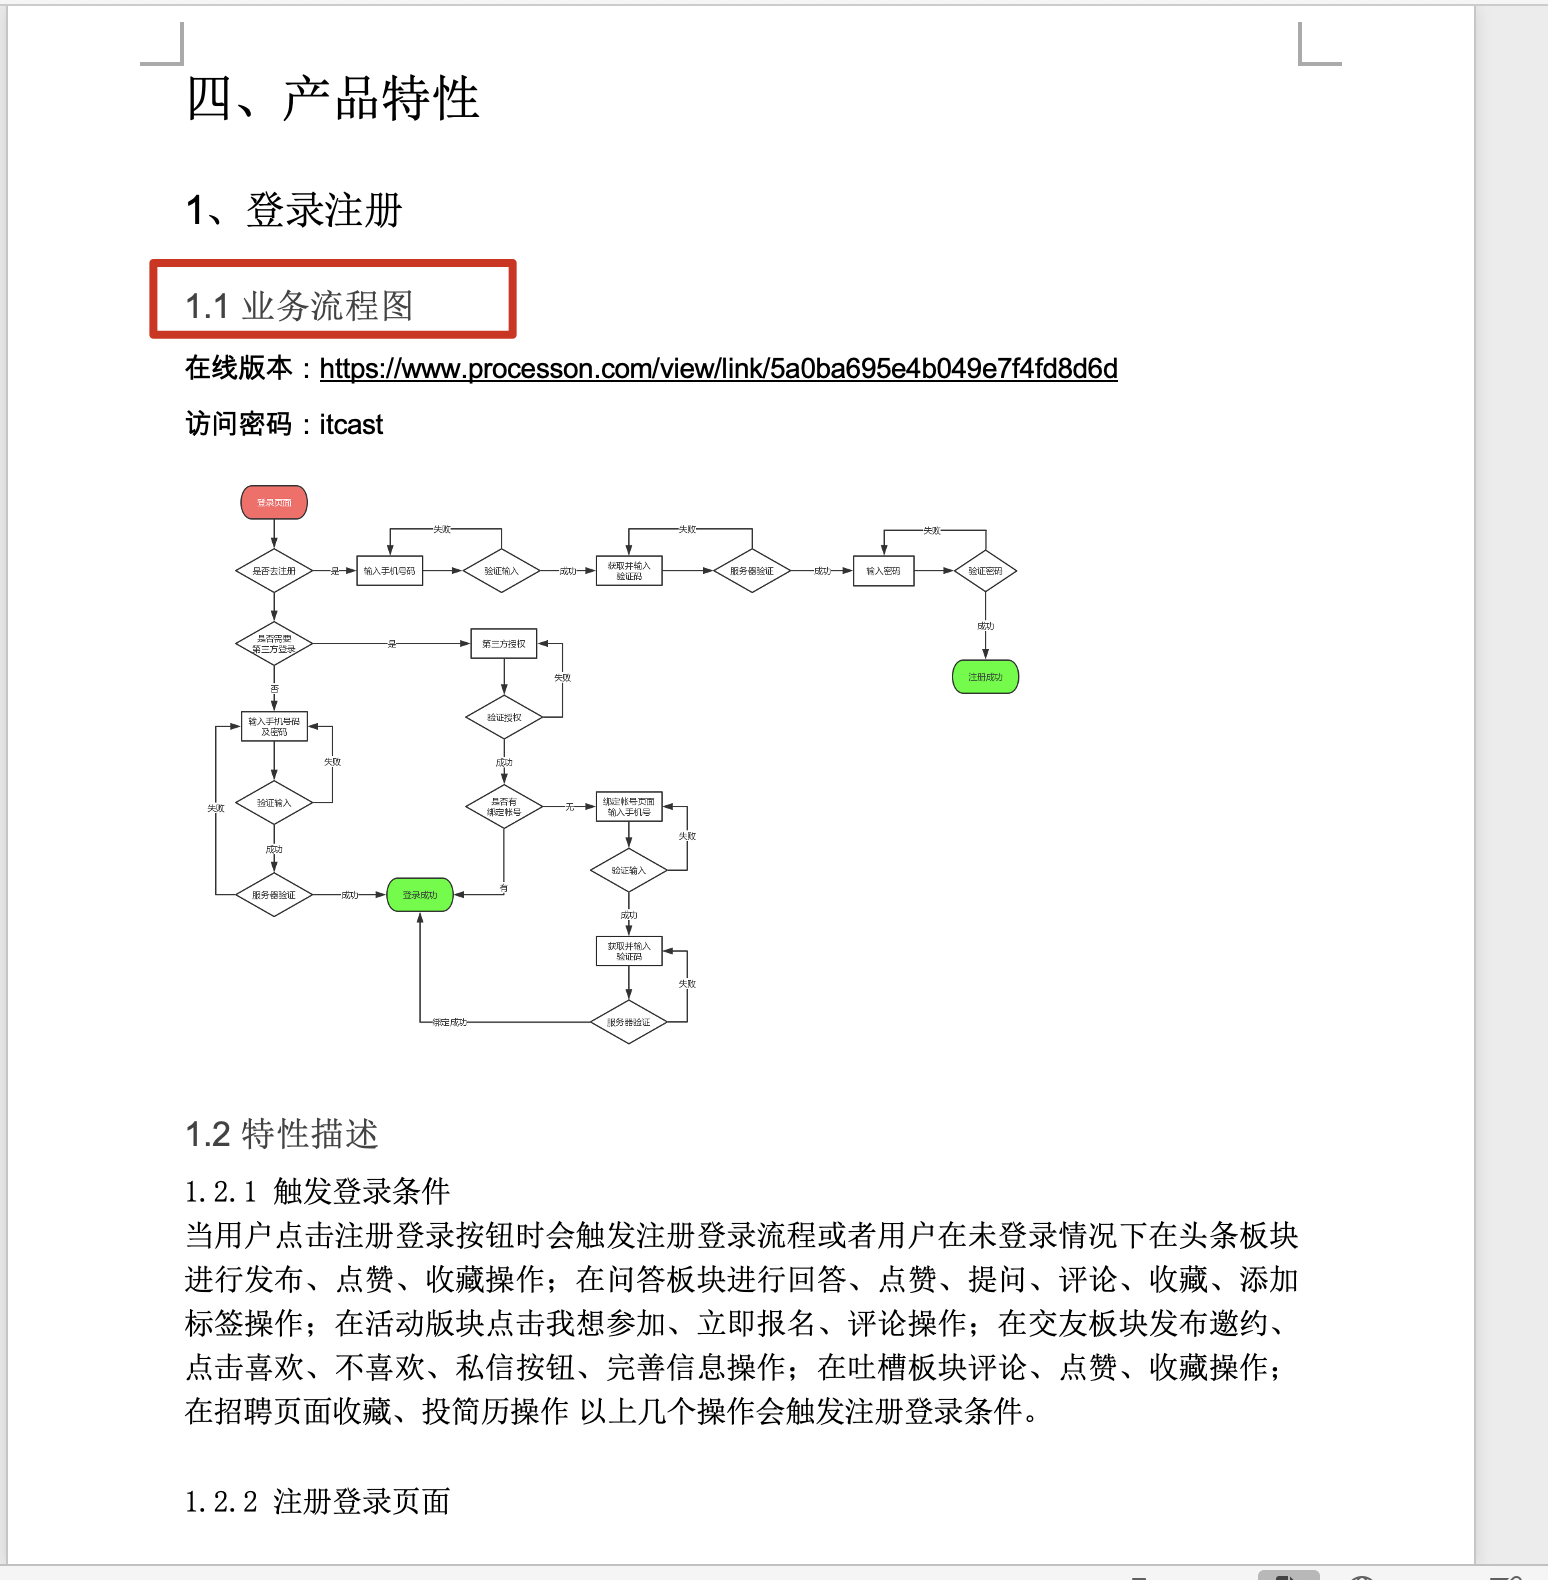 四、产品特性
1、登录注册
1.1 业务流程图
在线版本：https://www.processon.com/view/link/5a0ba695e4b049e7f4fd8d6d
访问密码：itcast
登录页面
失败
失败
失败
是否去注册
是
输入手机号码
验证输入
成功
获取并输入
验证码
服务器验证
成功
输入密码
验证密码
成功
是否需要
第三方登录
是
第三方授权
失败
注册成功
否
输入手机号码
及密码
验证授权
失败
成功
失败
验证输入
是否有
绑定帐号
无
绑定帐号页面
输入手机号
失败
成功
验证输入
服务器验证
成功
登录成功
有
成功
获取并输入
验证码
失败
绑定成功
服务器验证
1.2 特性描述
1.2.1 触发登录条件
当用户点击注册登录按钮时会触发注册登录流程或者用户在未登录情况下在头条板块
进行发布、点赞、收藏操作；在问答板块进行回答、点赞、提问、评论、收藏、添加
标签操作；在活动版块点击我想参加、立即报名、评论操作；在交友板块发布邀约、
点击喜欢、不喜欢、私信按钮、完善信息操作；在吐槽板块评论、点赞、收藏操作；
在招聘页面收藏、投简历操作 以上几个操作会触发注册登录条件。
1.2.2 注册登录页面